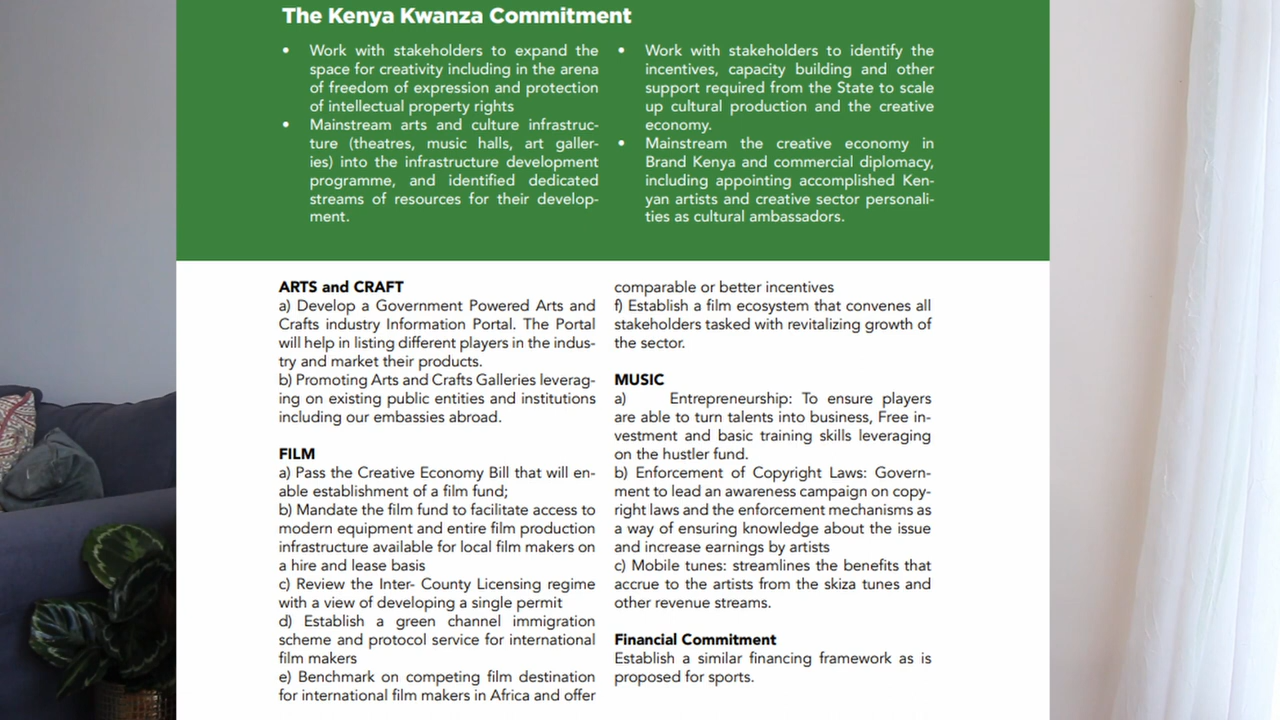 The Kenya Kwanza Commitment
• Work with stakeholders to expand the
space for creativity including in the arena
of freedom of expression and protection
of intellectual property rights
• Mainstream arts and culture infrastruc-
ture (theatres, music halls, art galler-
ies) into the infrastructure development
programme, and identified dedicated
streams of resources for their develop-
ment.
• Work with stakeholders to identify the
incentives, capacity building and other
support required from the State to scale
up cultural production and the creative
economy.
• Mainstream the creative economy in
Brand Kenya and commercial diplomacy,
including appointing accomplished Ken-
yan artists and creative sector personali-
ties as cultural ambassadors.
ARTS and CRAFT
a) Develop a Government Powered Arts and
Crafts industry Information Portal. The Portal
will help in listing different players in the indus-
try and market their products.
b) Promoting Arts and Crafts Galleries leverag-
ing on existing public entities and institutions
including our embassies abroad.
FILM
a) Pass the Creative Economy Bill that will en-
able establishment of a film fund;
b) Mandate the film fund to facilitate access to
modern equipment and entire film production
infrastructure available for local film makers on
a hire and lease basis
c) Review the Inter- County Licensing regime
with a view of developing a single permit
d) Establish a green channel immigration
scheme and protocol service for international
film makers
e) Benchmark on competing film destination
for international film makers in Africa and offer
comparable or better incentives
f) Establish a film ecosystem that convenes all
stakeholders tasked with revitalizing growth of
the sector.
MUSIC
a) Entrepreneurship: To ensure players
are able to turn talents into business, Free in-
vestment and basic training skills leveraging
on the hustler fund.
b) Enforcement of Copyright Laws: Govern-
ment to lead an awareness campaign on copy-
right laws and the enforcement mechanisms as
a way of ensuring knowledge about the issue
and increase earnings by artists
c) Mobile tunes: streamlines the benefits that
accrue to the artists from the skiza tunes and
other revenue streams.
Financial Commitment
Establish a similar financing framework as is
proposed for sports.